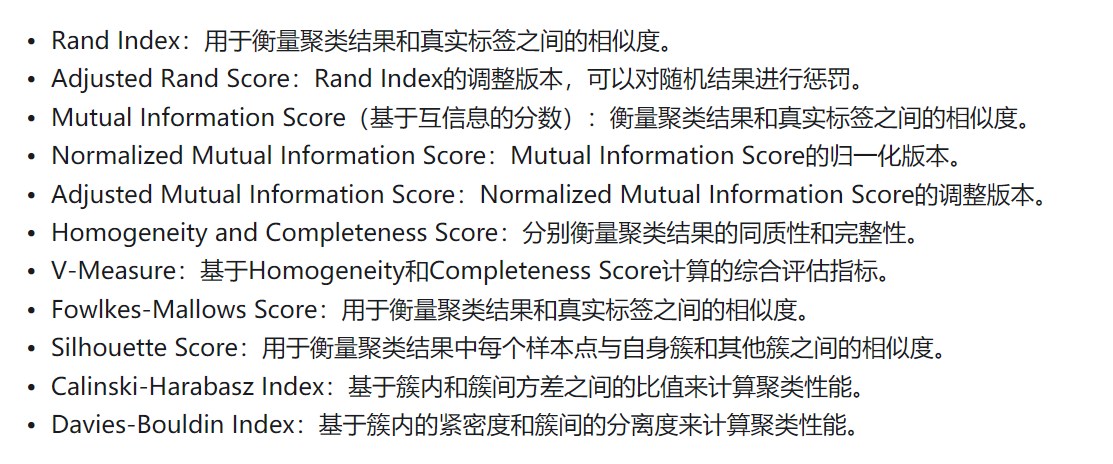 • Rand Index：用于衡量聚类结果和真实标签之间的相似度。
• Adjusted Rand Score：Rand Index的调整版本，可以对随机结果进行惩罚。
• Mutual Information Score（基于互信息的分数）：衡量聚类结果和真实标签之间的相似度。
• Normalized Mutual Information Score：Mutual Information Score的归一化版本。
• Adjusted Mutual Information Score：Normalized Mutual Information Score的调整版本。
• Homogeneity and Completeness Score：分别衡量聚类结果的同质性和完整性。
• V-Measure：基于Homogeneity和Completeness Score计算的综合评估指标。
• Fowlkes-Mallows Score：用于衡量聚类结果和真实标签之间的相似度。
• Silhouette Score：用于衡量聚类结果中每个样本点与自身簇和其他簇之间的相似度。
• Calinski-Harabasz Index：基于簇内和簇间方差之间的比值来计算聚类性能。
• Davies-Bouldin Index：基于簇内的紧密度和簇间的分离度来计算聚类性能。